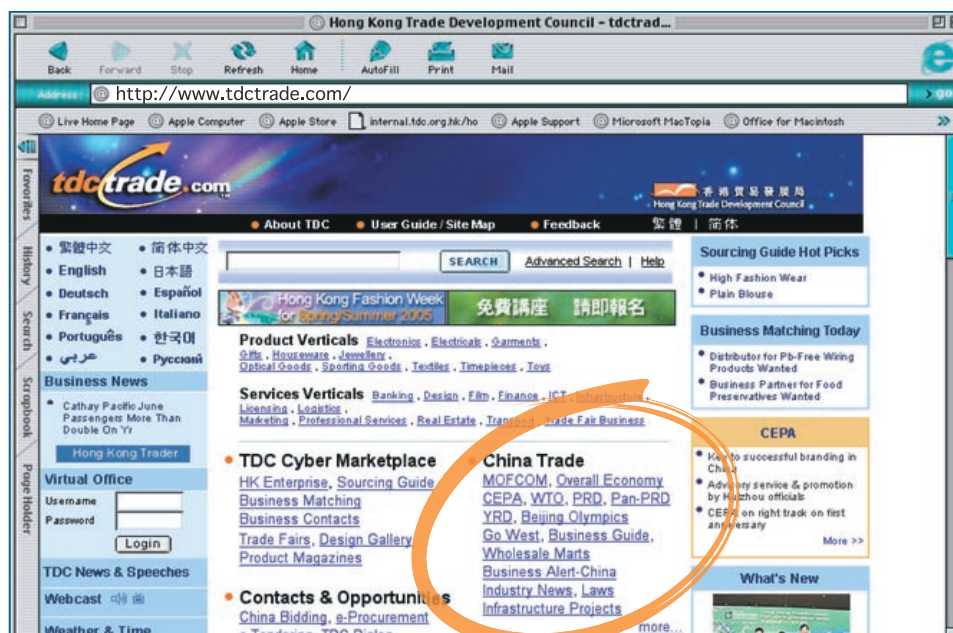 Hong Kong Trade Development Council – tdctrad...
Back Forward Stop Refresh Home AutoFill Print Mail
Address: http://www.tdctrade.com/ go
Live Home Page Apple Computer Apple Store internal.tdc.org.hk/ho Apple Support Microsoft MacTopia Office for Macintosh
Favorites
History
Search
Scrapbook
Page Holder
tdctrade.com
香港貿易發展局
Hong Kong Trade Development Council
About TDC User Guide / Site Map Feedback 繁體 | 简体
繁體中文 简体中文
English 日本語
Deutsch Español
Français Italiano
Português 한국어
عربي Русский
Business News
Cathay Pacific June
Passengers More Than
Double On Yr
Hong Kong Trader
Virtual Office
Username
Password
Login
TDC News & Speeches
Webcast
Weather & Time
SEARCH Advanced Search | Help
Hong Kong Fashion Week
for Spring/Summer 2005
免費講座 請即報名
Product Verticals Electronics , Electricals , Garments ,
Gifts , Houseware , Jewellery ,
Optical Goods , Sporting Goods , Textiles , Timepieces , Toys
Services Verticals Banking , Design , Film , Finance , ICT , Infrastructure ,
Licensing , Logistics ,
Marketing , Professional Services , Real Estate , Transport , Trade Fair Business
TDC Cyber Marketplace
HK Enterprise, Sourcing Guide
Business Matching
Business Contacts
Trade Fairs, Design Gallery
Product Magazines
Contacts & Opportunities
China Bidding, e-Procurement
e-Tendering, TDC Dialog
China Trade
MOFCOM, Overall Economy
CEPA, WTO, PRD, Pan-PRD
YRD, Beijing Olympics
Go West, Business Guide,
Wholesale Marts
Business Alert-China
Industry News, Laws
Infrastructure Projects
more...
Sourcing Guide Hot Picks
High Fashion Wear
Plain Blouse
Business Matching Today
Distributor for Pb-Free Wiring
Products Wanted
Business Partner for Food
Preservatives Wanted
CEPA
Key to successful branding in
China
Advisory service & promotion
by Huizhou officials
CEPA on right track on first
anniversary
More >>
What's New